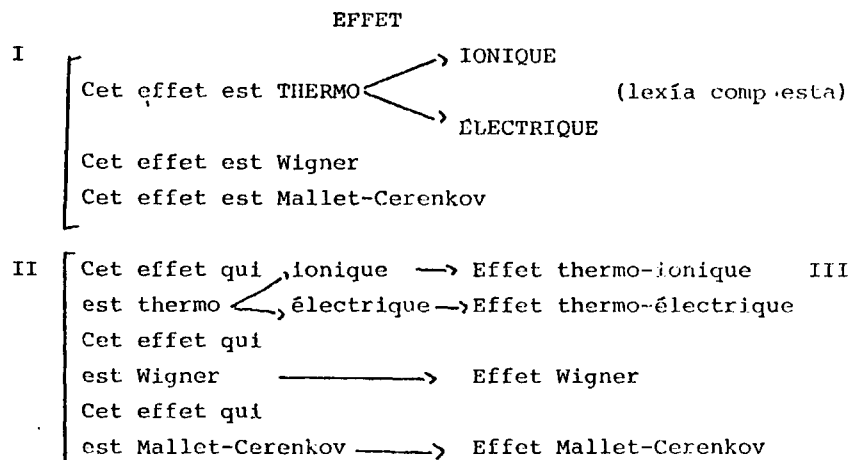 EFFET
I
IONIQUE
Cet effet est THERMO (lexía compuesta)
ÉLECTRIQUE
Cet effet est Wigner
Cet effet est Mallet-Cerenkov
II Cet effet qui ionique Effet thermo-ionique III
est thermo électrique Effet thermo-électrique
Cet effet qui
est Wigner Effet Wigner
Cet effet qui
est Mallet-Cerenkov Effet Mallet-Cerenkov